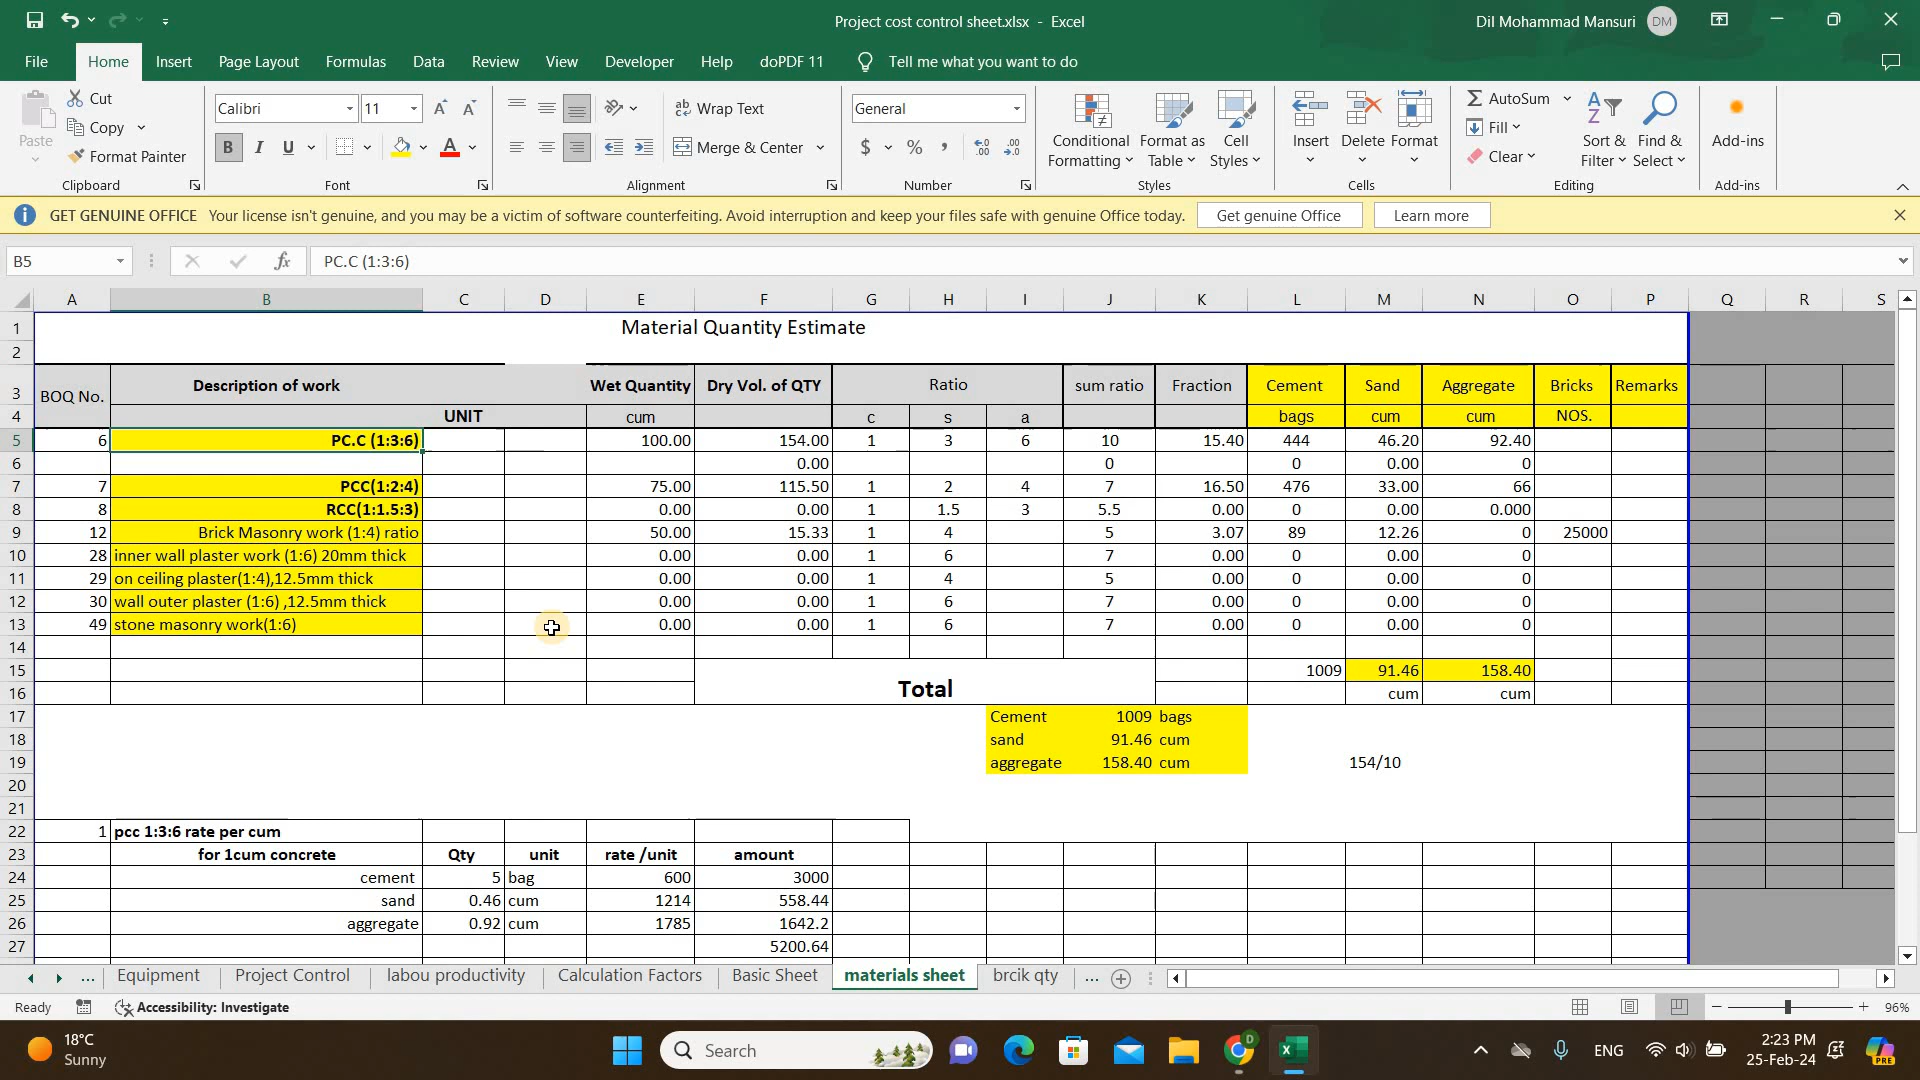 Project cost control sheet.xlsx - Excel
Dil Mohammad Mansuri DM
File Home Insert Page Layout Formulas Data Review View Developer Help doPDF 11 Tell me what you want to do
Paste Cut Copy Format Painter Clipboard
Calibri 11 B I U A Font
Wrap Text Merge & Center Alignment
General $ % Number
Conditional Formatting Format as Table Cell Styles Styles
Insert Delete Format Cells
AutoSum Fill Clear Sort & Filter Find & Select Editing
Add-ins Add-ins
GET GENUINE OFFICE Your license isn't genuine, and you may be a victim of software counterfeiting. Avoid interruption and keep your files safe with genuine Office today. Get genuine Office Learn more
B5 fx PC.C (1:3:6)
A B C D E F G H I J K L M N O P Q R S
1 Material Quantity Estimate
2
3 BOQ No. Description of work Wet Quantity Dry Vol. of QTY Ratio sum ratio Fraction Cement Sand Aggregate Bricks Remarks
4 UNIT cum c s a bags cum cum NOS.
5 6 PC.C (1:3:6) 100.00 154.00 1 3 6 10 15.40 444 46.20 92.40
6 0.00 0 0 0.00 0
7 7 PCC(1:2:4) 75.00 115.50 1 2 4 7 16.50 476 33.00 66
8 8 RCC(1:1.5:3) 0.00 0.00 1 1.5 3 5.5 0.00 0 0.00 0.000
9 12 Brick Masonry work (1:4) ratio 50.00 15.33 1 4 5 3.07 89 12.26 0 25000
10 28 inner wall plaster work (1:6) 20mm thick 0.00 0.00 1 6 7 0.00 0 0.00 0
11 29 on ceiling plaster(1:4),12.5mm thick 0.00 0.00 1 4 5 0.00 0 0.00 0
12 30 wall outer plaster (1:6) ,12.5mm thick 0.00 0.00 1 6 7 0.00 0 0.00 0
13 49 stone masonry work(1:6) 0.00 0.00 1 6 7 0.00 0 0.00 0
14
15 Total 1009 91.46 158.40
16 cum cum
17 Cement 1009 bags
18 sand 91.46 cum
19 aggregate 158.40 cum 154/10
20
21
22 1 pcc 1:3:6 rate per cum
23 for 1cum concrete Qty unit rate /unit amount
24 cement 5 bag 600 3000
25 sand 0.46 cum 1214 558.44
26 aggregate 0.92 cum 1785 1642.2
27 5200.64
... Equipment Project Control labou productivity Calculation Factors Basic Sheet materials sheet brcik qty ...
Ready Accessibility: Investigate 96%
18°C
Sunny
Search
ENG
2:23 PM
25-Feb-24